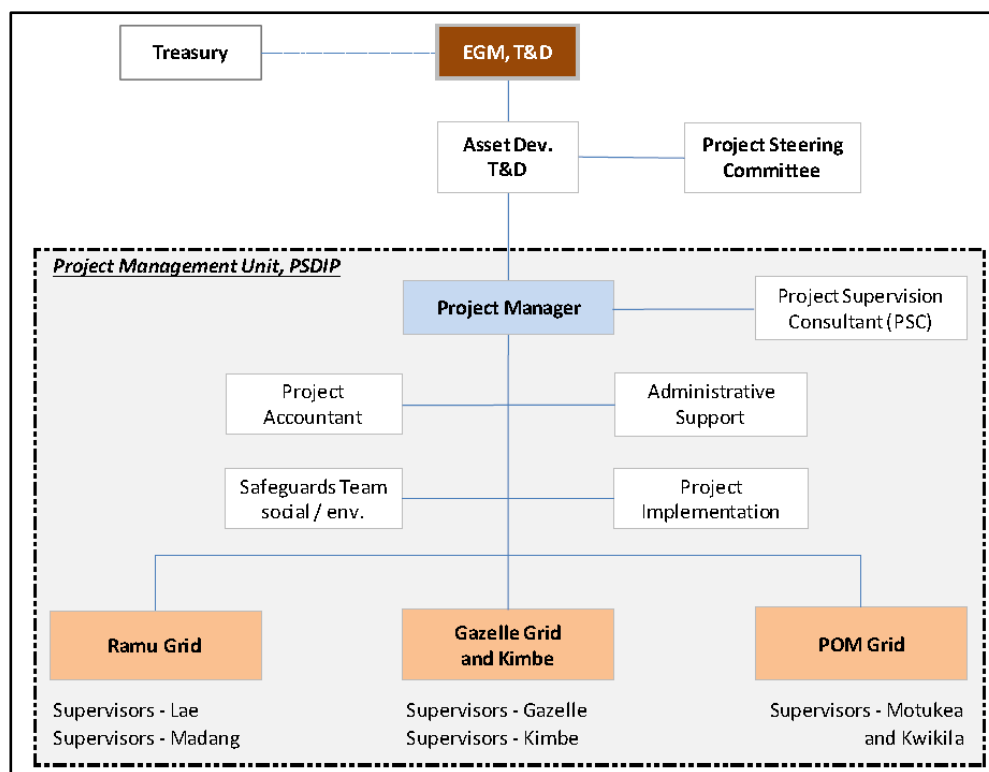 Treasury
EGM, T&D
Asset Dev.
T&D
Project Steering
Committee
Project Management Unit, PSDIP
Project Manager
Project Supervision
Consultant (PSC)
Project
Accountant
Administrative
Support
Safeguards Team
social / env.
Project
Implementation
Ramu Grid
Gazelle Grid
and Kimbe
POM Grid
Supervisors - Lae
Supervisors - Madang
Supervisors - Gazelle
Supervisors - Kimbe
Supervisors - Motukea
and Kwikila